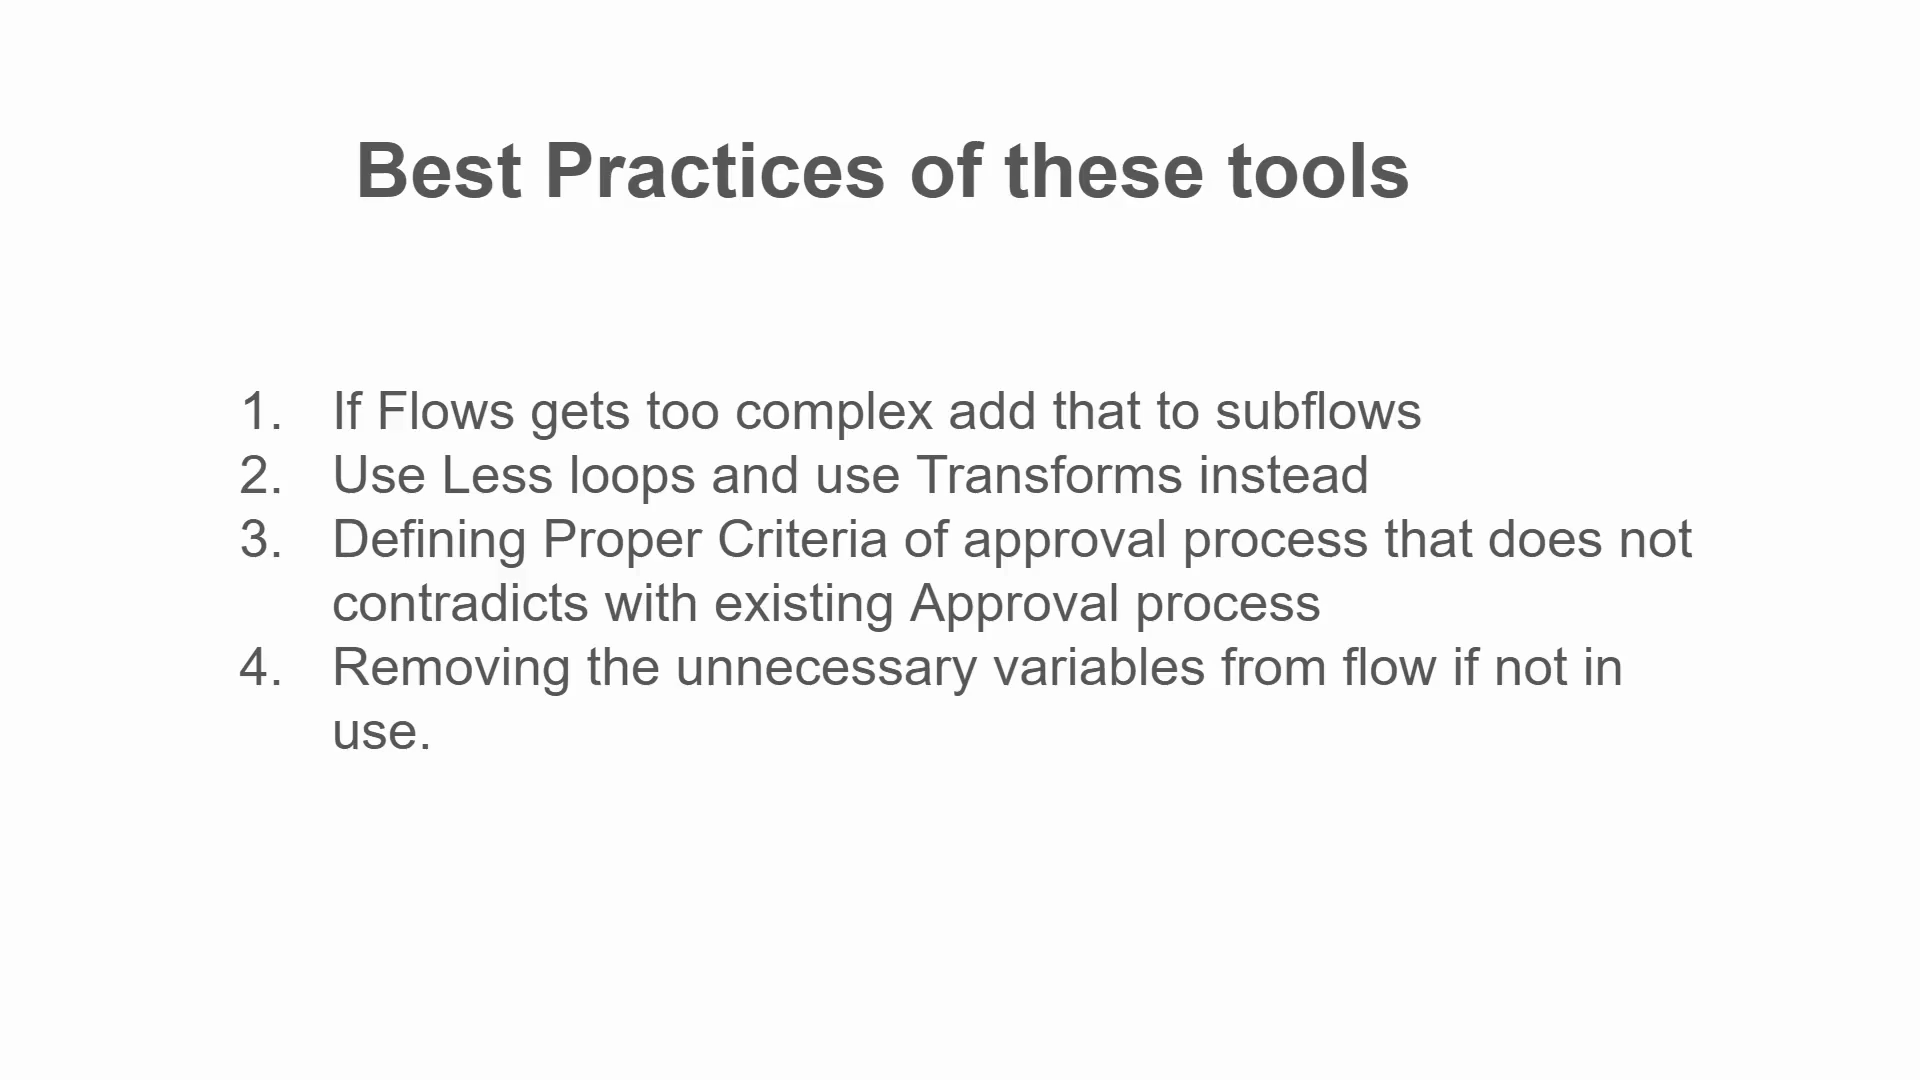 Best Practices of these tools
1. If Flows gets too complex add that to subflows
2. Use Less loops and use Transforms instead
3. Defining Proper Criteria of approval process that does not
contradicts with existing Approval process
4. Removing the unnecessary variables from flow if not in
use.